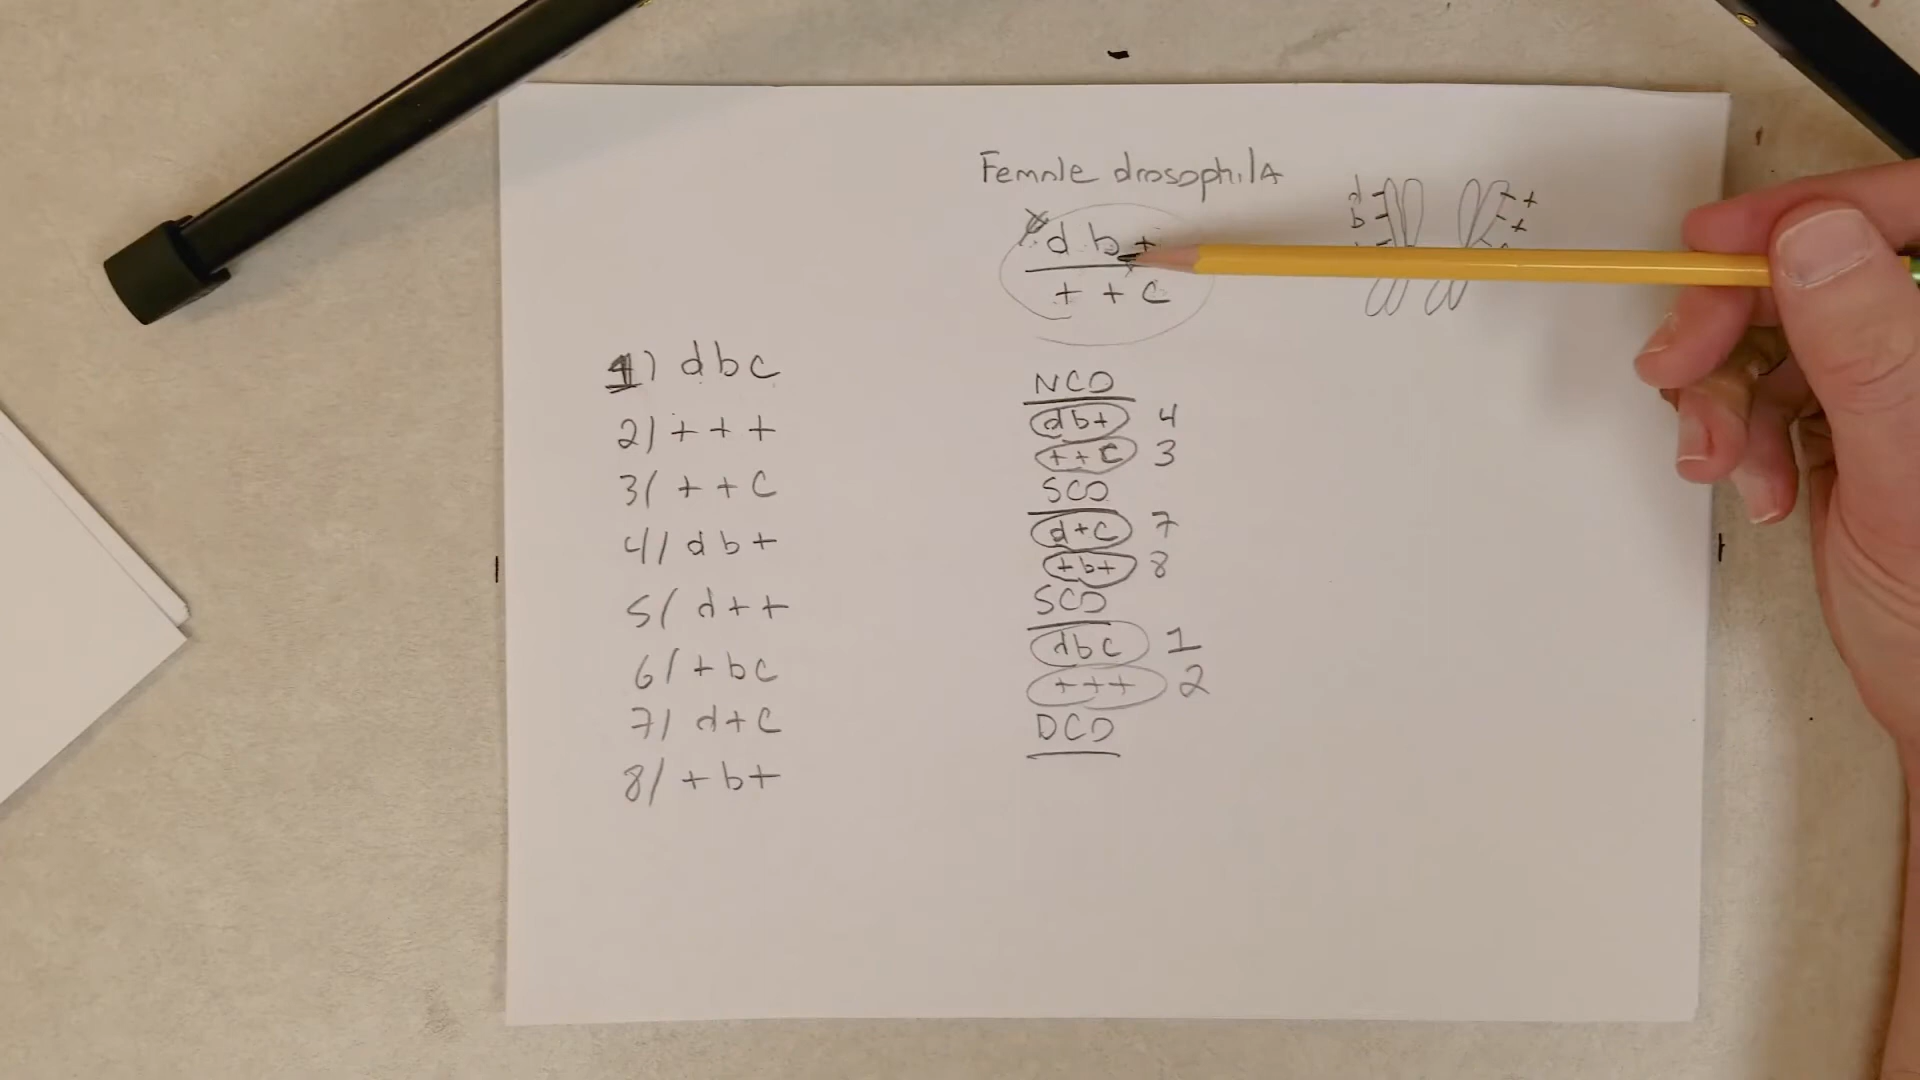 Female drosophila
d b +
+ + c
d + +
b +
1) d b c
2) + + +
3/ + + c
4/ d b +
5/ d + +
6/ + b c
7/ d + c
8/ + b +
NCO
d b + 4
+ + c 3
SCO
d + c 7
+ b + 8
SCO
d b c 1
+ + + 2
DCO